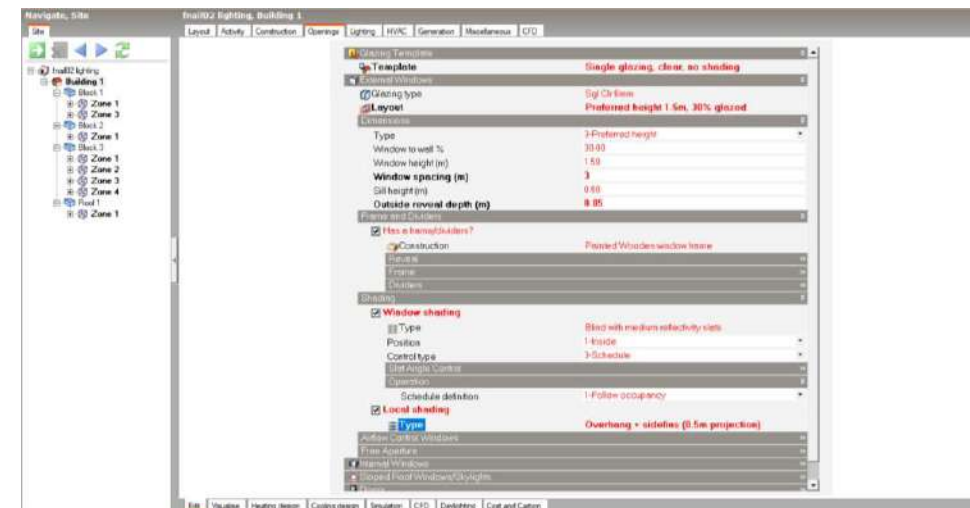 Navigate, Site
Site
fnail02 lighting
Building 1
Block 1
Zone 1
Zone 3
Block 2
Zone 1
Block 3
Zone 1
Zone 2
Zone 3
Zone 4
Roof 1
Zone 1
fnail02 lighting, Building 1
Layout Activity Construction Openings Lighting HVAC Generation Miscellaneous CFD
Glazing Template
Template Single glazing, clear, no shading
External Windows
Glazing type Sgl Clr 6mm
Layout Preferred height 1.5m, 30% glazed
Dimensions
Type 3-Preferred height
Window to wall % 30.00
Window height (m) 1.50
Window spacing (m) 3
Sill height (m) 0.80
Outside reveal depth (m) 0.05
Frame and Dividers
Has a frame/dividers?
Construction Painted Wooden window frame
Reveal
Frame
Dividers
Shading
Window shading
Type Blind with medium reflectivity slats
Position 1-Inside
Control type 3-Schedule
Slat Angle Control
Operation
Schedule definition 1-Follow occupancy
Local shading
Type Overhang + sidefins (0.5m projection)
Airflow Control Windows
Free Aperture
Internal Windows
Sloped Roof Windows/Skylights
Doors
Edit Visualise Heating design Cooling design Simulation CFD Daylighting Cost and Carbon